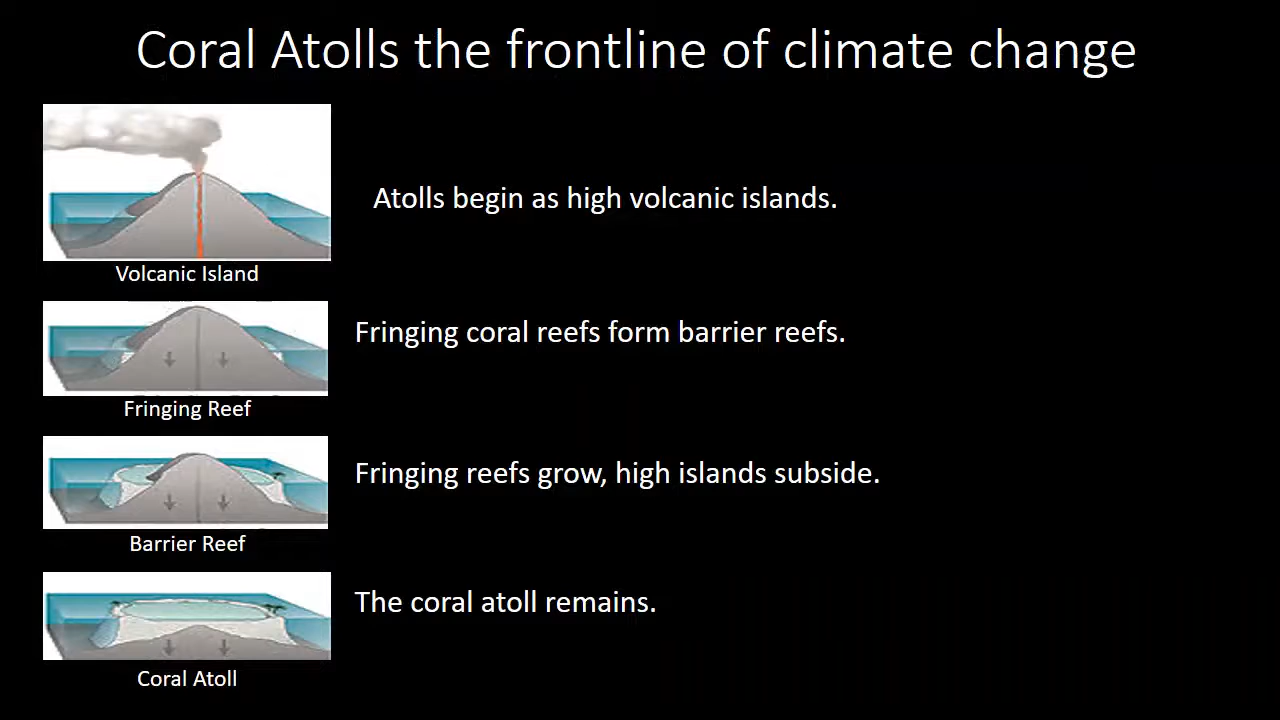 Coral Atolls the frontline of climate change
Atolls begin as high volcanic islands.
Volcanic Island
Fringing coral reefs form barrier reefs.
Fringing Reef
Fringing reefs grow, high islands subside.
Barrier Reef
The coral atoll remains.
Coral Atoll